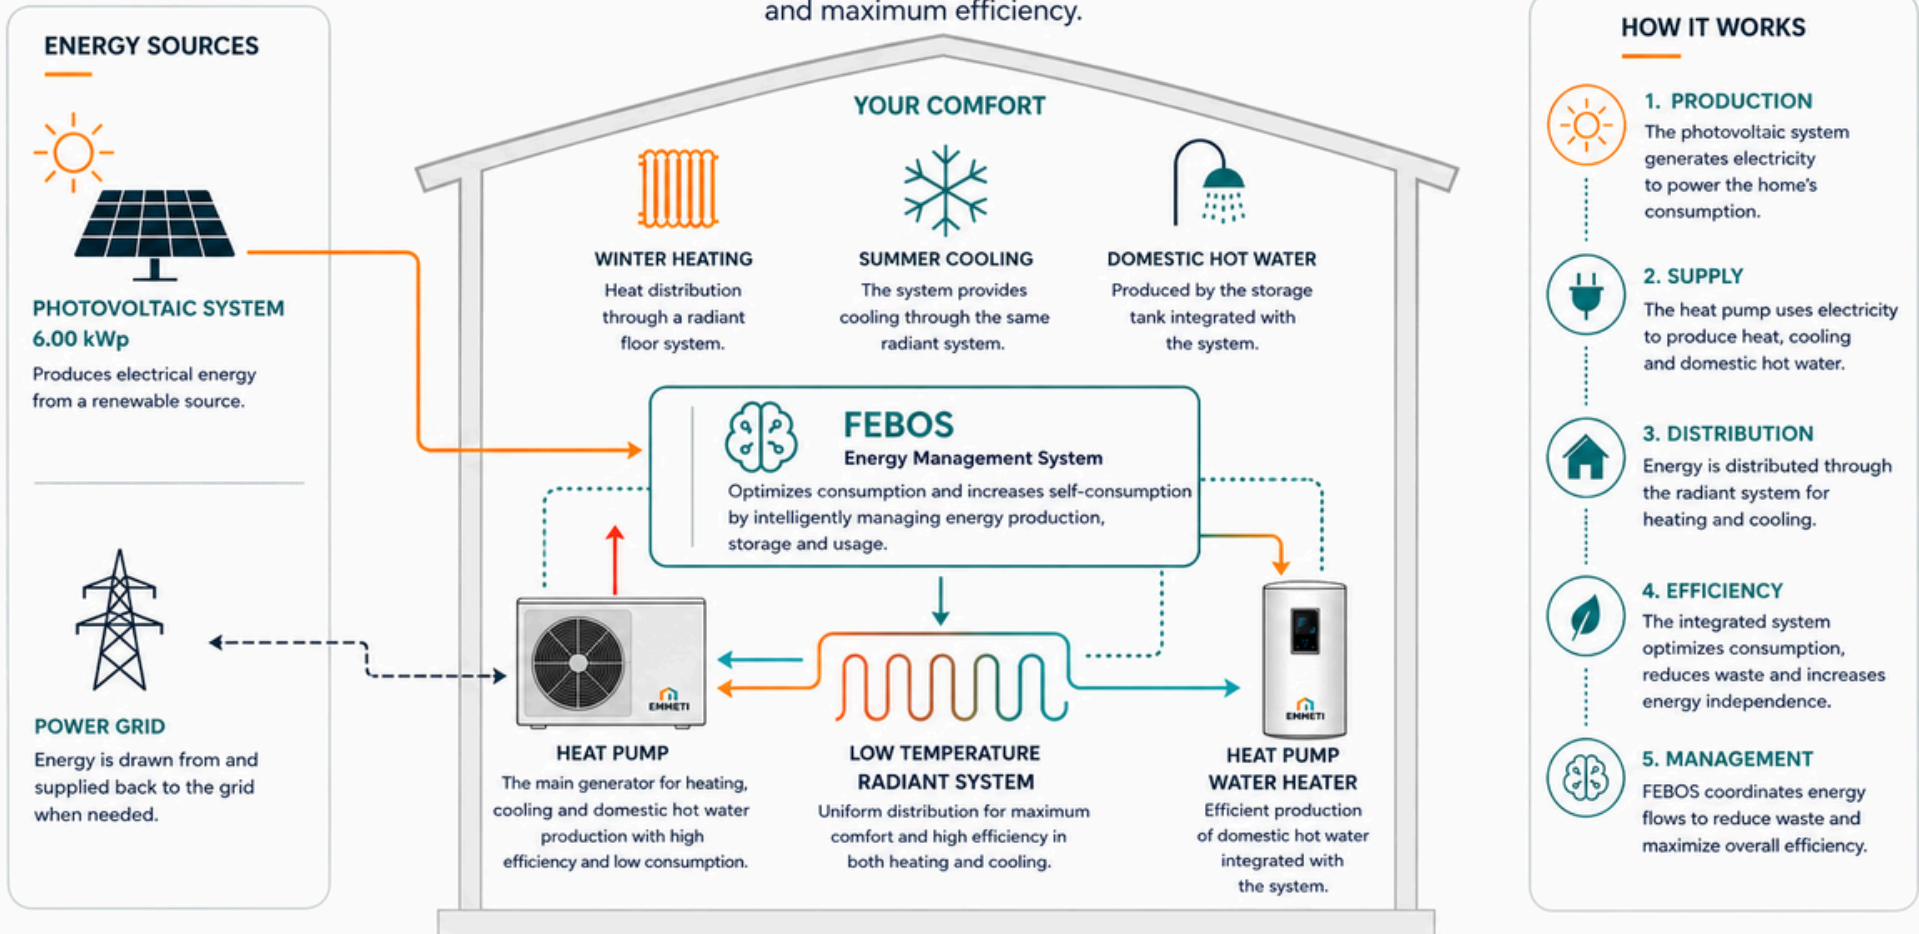 and maximum efficiency.
ENERGY SOURCES
PHOTOVOLTAIC SYSTEM
6.00 kWp
Produces electrical energy
from a renewable source.
POWER GRID
Energy is drawn from and
supplied back to the grid
when needed.
YOUR COMFORT
WINTER HEATING
Heat distribution
through a radiant
floor system.
SUMMER COOLING
The system provides
cooling through the same
radiant system.
DOMESTIC HOT WATER
Produced by the storage
tank integrated with
the system.
FEBOS
Energy Management System
Optimizes consumption and increases self-consumption
by intelligently managing energy production,
storage and usage.
EMMETI
HEAT PUMP
The main generator for heating,
cooling and domestic hot water
production with high
efficiency and low consumption.
LOW TEMPERATURE
RADIANT SYSTEM
Uniform distribution for maximum
comfort and high efficiency in
both heating and cooling.
EMMETI
HEAT PUMP
WATER HEATER
Efficient production
of domestic hot water
integrated with
the system.
HOW IT WORKS
1. PRODUCTION
The photovoltaic system
generates electricity
to power the home's
consumption.
2. SUPPLY
The heat pump uses electricity
to produce heat, cooling
and domestic hot water.
3. DISTRIBUTION
Energy is distributed through
the radiant system for
heating and cooling.
4. EFFICIENCY
The integrated system
optimizes consumption,
reduces waste and increases
energy independence.
5. MANAGEMENT
FEBOS coordinates energy
flows to reduce waste and
maximize overall efficiency.